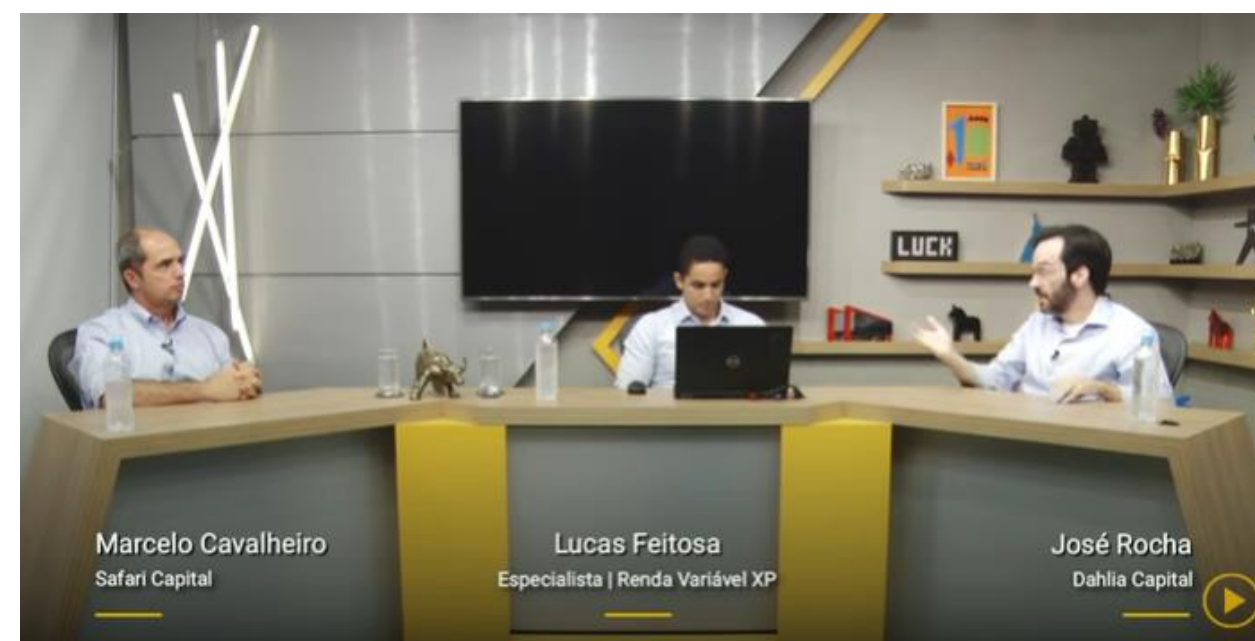 LUCK
Marcelo Cavalheiro
Safari Capital
Lucas Feitosa
Especialista | Renda Variável XP
José Rocha
Dahlia Capital